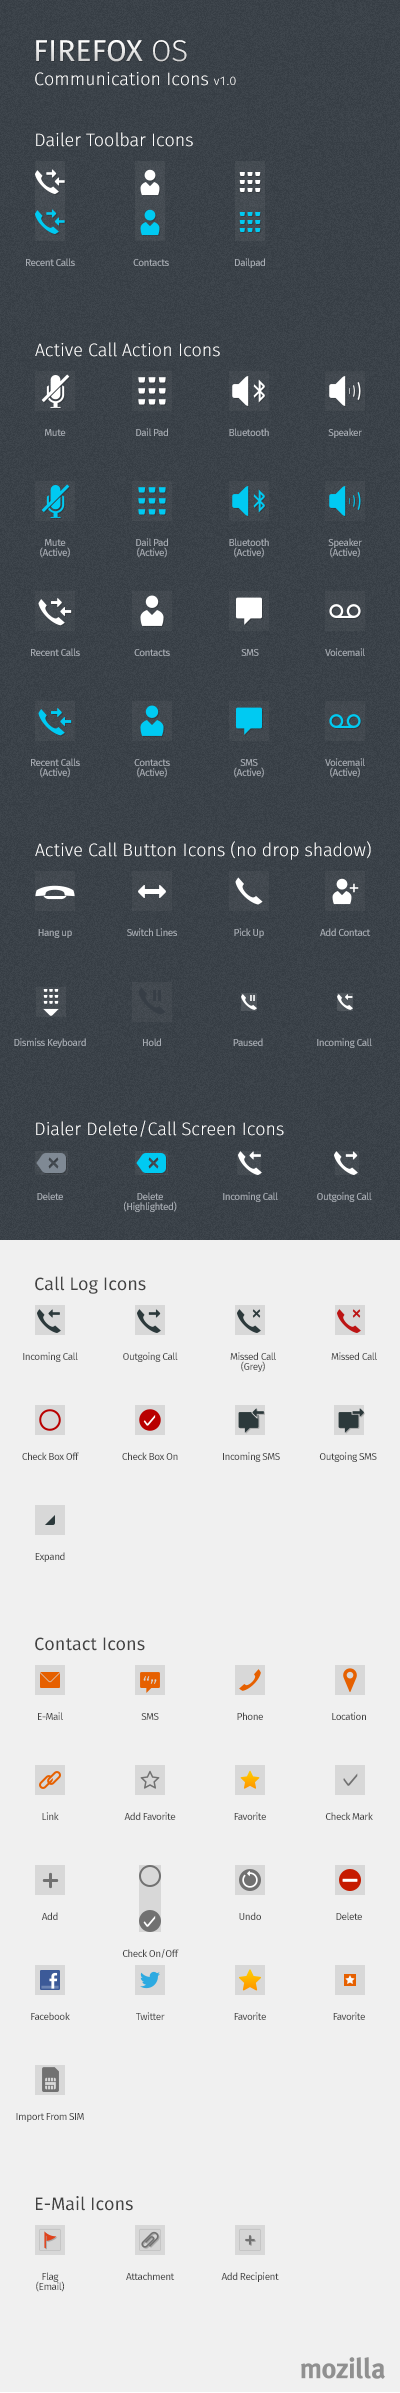 FIREFOX OS
Communication Icons v1.0
Dailer Toolbar Icons
Recent Calls
Contacts
Dailpad
Active Call Action Icons
Mute
Dail Pad
Bluetooth
Speaker
Mute
(Active)
Dail Pad
(Active)
Bluetooth
(Active)
Speaker
(Active)
Recent Calls
Contacts
SMS
Voicemail
Recent Calls
(Active)
Contacts
(Active)
SMS
(Active)
Voicemail
(Active)
Active Call Button Icons (no drop shadow)
Hang up
Switch Lines
Pick Up
Add Contact
Dismiss Keyboard
Hold
Paused
Incoming Call
Dialer Delete/Call Screen Icons
Delete
Delete
(Highlighted)
Incoming Call
Outgoing Call
Call Log Icons
Incoming Call
Outgoing Call
Missed Call
(Grey)
Missed Call
Check Box Off
Check Box On
Incoming SMS
Outgoing SMS
Expand
Contact Icons
E-Mail
SMS
Phone
Location
Link
Add Favorite
Favorite
Check Mark
Add
Check On/Off
Undo
Delete
Facebook
Twitter
Favorite
Favorite
Import From SIM
E-Mail Icons
Flag
(Email)
Attachment
Add Recipient
mozilla